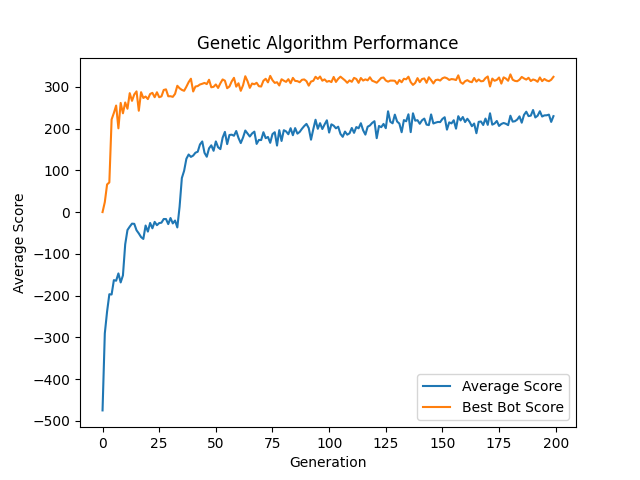 Genetic Algorithm Performance
Average Score
300
200
100
0
−100
−200
−300
−400
−500
Average Score
Best Bot Score
0 25 50 75 100 125 150 175 200
Generation